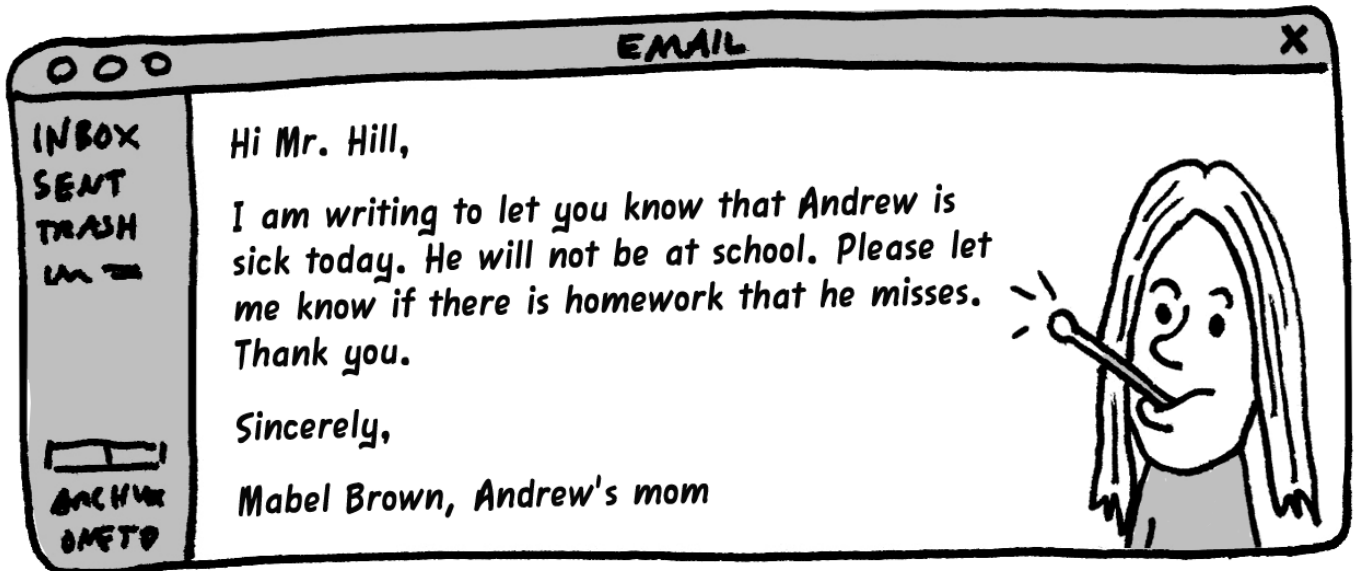 EMAIL
X
INBOX
SENT
TRASH
Hi Mr. Hill,
I am writing to let you know that Andrew is
sick today. He will not be at school. Please let
me know if there is homework that he misses.
Thank you.
Sincerely,
Mabel Brown, Andrew's mom